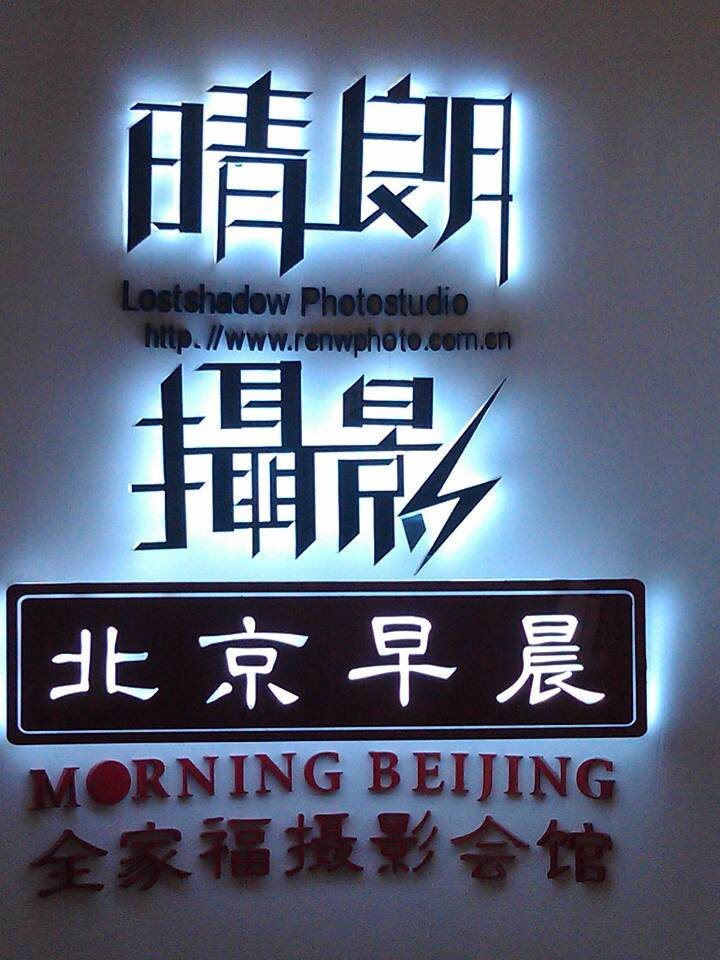 晴朗
Lostshadow Photostudio
http://www.renwphoto.com.cn
攝影
北京早晨
MORNING BEIJING
全家福摄影会馆